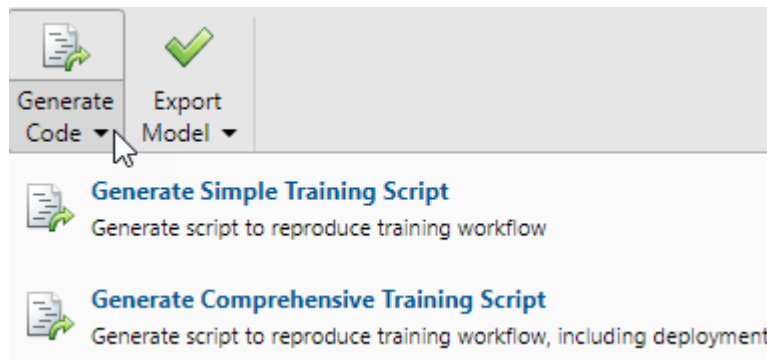 Generate Code
Export Model
Generate Simple Training Script
Generate script to reproduce training workflow
Generate Comprehensive Training Script
Generate script to reproduce training workflow, including deployment